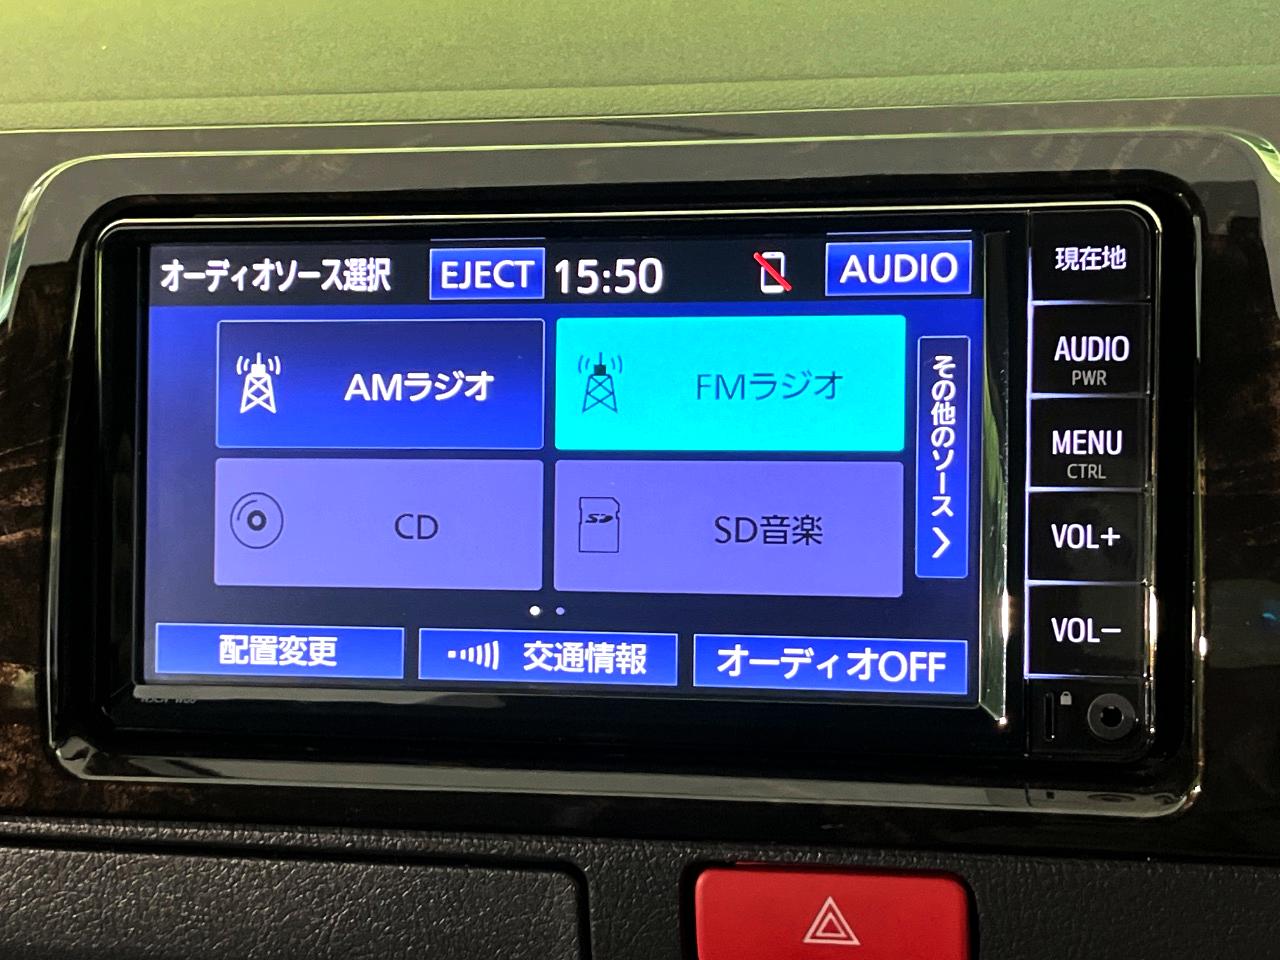 オーディオソース選択
EJECT
15:50
AUDIO
AMラジオ
FMラジオ
CD
SD音楽
その他のソース
配置変更
交通情報
オーディオOFF
現在地
AUDIO
PWR
MENU
CTRL
VOL+
VOL−